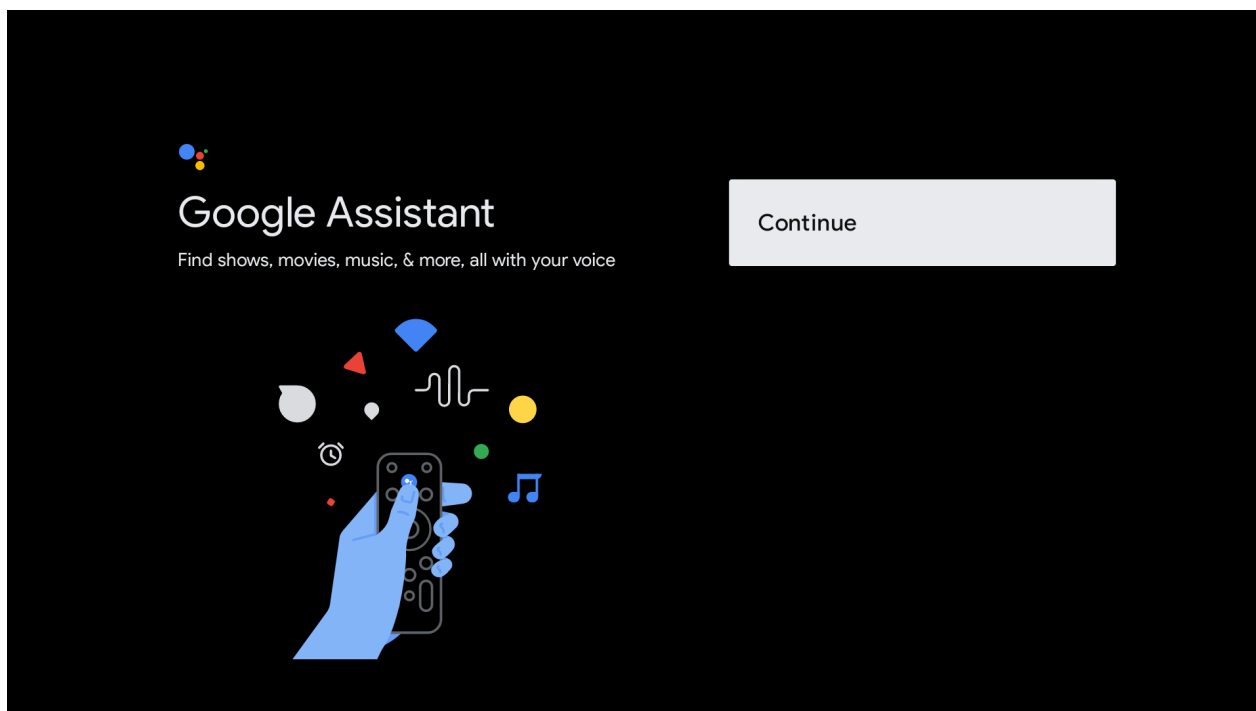 Google Assistant
Find shows, movies, music, & more, all with your voice
Continue